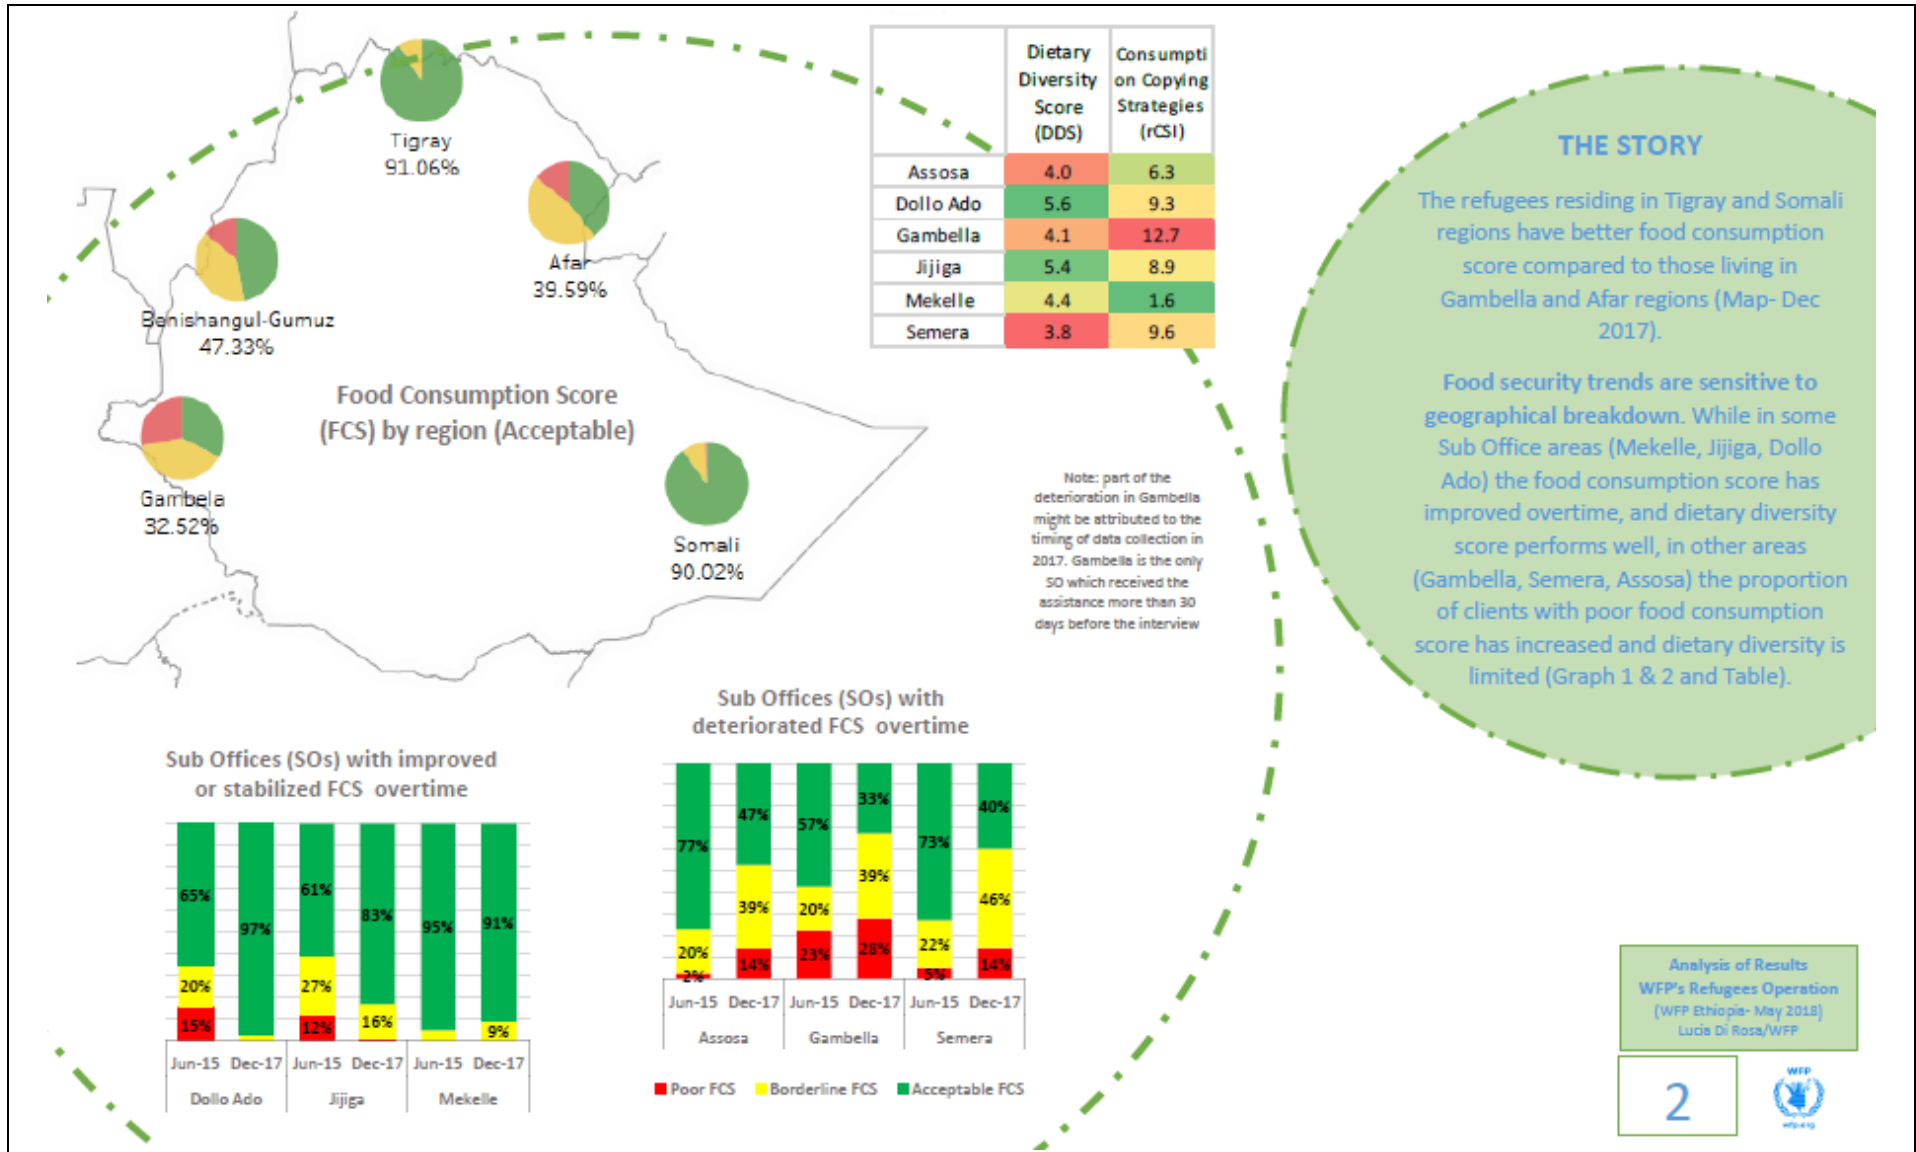 Tigray
91.06%
Afar
39.59%
Benishangul-Gumuz
47.33%
Food Consumption Score
(FCS) by region (Acceptable)
Gambela
32.52%
Somali
90.02%
Dietary
Diversity
Score
(DDS)
Consumpti
on Copying
Strategies
(rCSI)
Assosa 4.0 6.3
Dollo Ado 5.6 9.3
Gambella 4.1 12.7
Jijiga 5.4 8.9
Mekelle 4.4 1.6
Semera 3.8 9.6
Note: part of the
deterioration in Gambella
might be attributed to the
timing of data collection in
2017. Gambella is the only
SO which received the
assistance more than 30
days before the interview
THE STORY
The refugees residing in Tigray and Somali
regions have better food consumption
score compared to those living in
Gambella and Afar regions (Map- Dec
2017).
Food security trends are sensitive to
geographical breakdown. While in some
Sub Office areas (Mekelle, Jijiga, Dollo
Ado) the food consumption score has
improved overtime, and dietary diversity
score performs well, in other areas
(Gambella, Semera, Assosa) the proportion
of clients with poor food consumption
score has increased and dietary diversity is
limited (Graph 1 & 2 and Table).
Sub Offices (SOs) with improved
or stabilized FCS overtime
65% 97% 61% 83% 95% 91%
20% 27% 16% 9%
15% 12%
Jun-15 Dec-17 Jun-15 Dec-17 Jun-15 Dec-17
Dollo Ado Jijiga Mekelle
Sub Offices (SOs) with
deteriorated FCS overtime
77% 47% 57% 33% 73% 40%
20% 39% 20% 39% 22% 46%
2% 14% 23% 28% 5% 14%
Jun-15 Dec-17 Jun-15 Dec-17 Jun-15 Dec-17
Assosa Gambella Semera
Poor FCS Borderline FCS Acceptable FCS
Analysis of Results
WFP's Refugees Operation
(WFP Ethiopia- May 2018)
Lucia Di Rosa/WFP
2
WFP
wfp.org